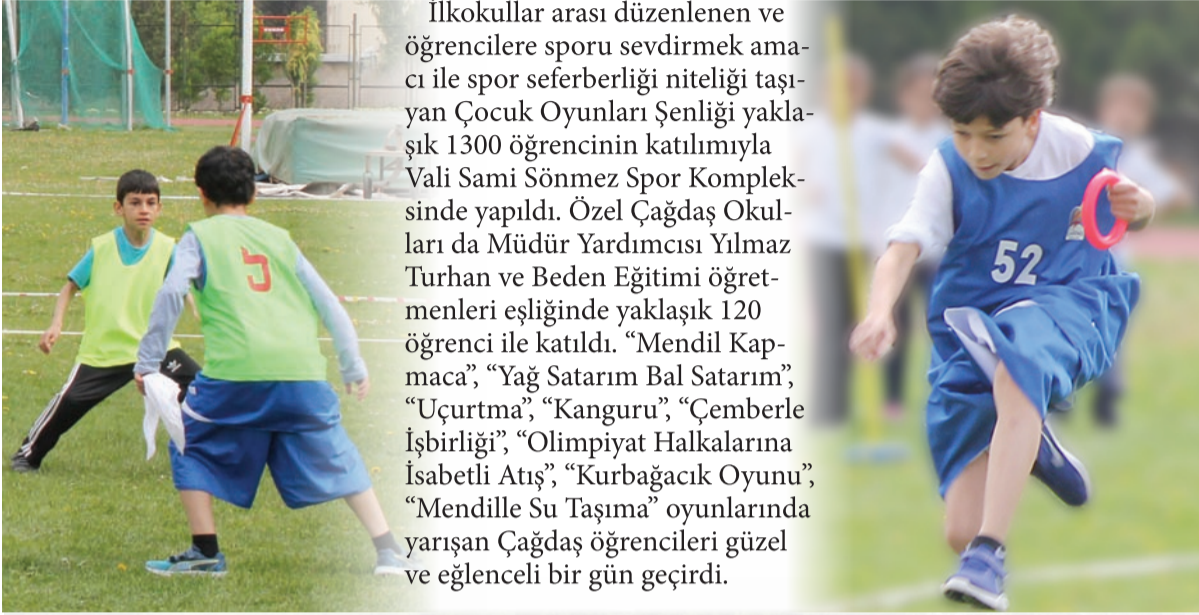 İlkokullar arası düzenlenen ve
öğrencilere sporu sevdirmek ama-
cı ile spor seferberliği niteliği taşı-
yan Çocuk Oyunları Şenliği yakla-
şık 1300 öğrencinin katılımıyla
Vali Sami Sönmez Spor Komplek-
sinde yapıldı. Özel Çağdaş Okul-
ları da Müdür Yardımcısı Yılmaz
Turhan ve Beden Eğitimi öğret-
menleri eşliğinde yaklaşık 120
öğrenci ile katıldı. “Mendil Kap-
maca”, “Yağ Satarım Bal Satarım”,
“Uçurtma”, “Kanguru”, “Çemberle
İşbirliği”, “Olimpiyat Halkalarına
İsabetli Atış”, “Kurbağacık Oyunu”,
“Mendille Su Taşıma” oyunlarında
yarışan Çağdaş öğrencileri güzel
ve eğlenceli bir gün geçirdi.
52